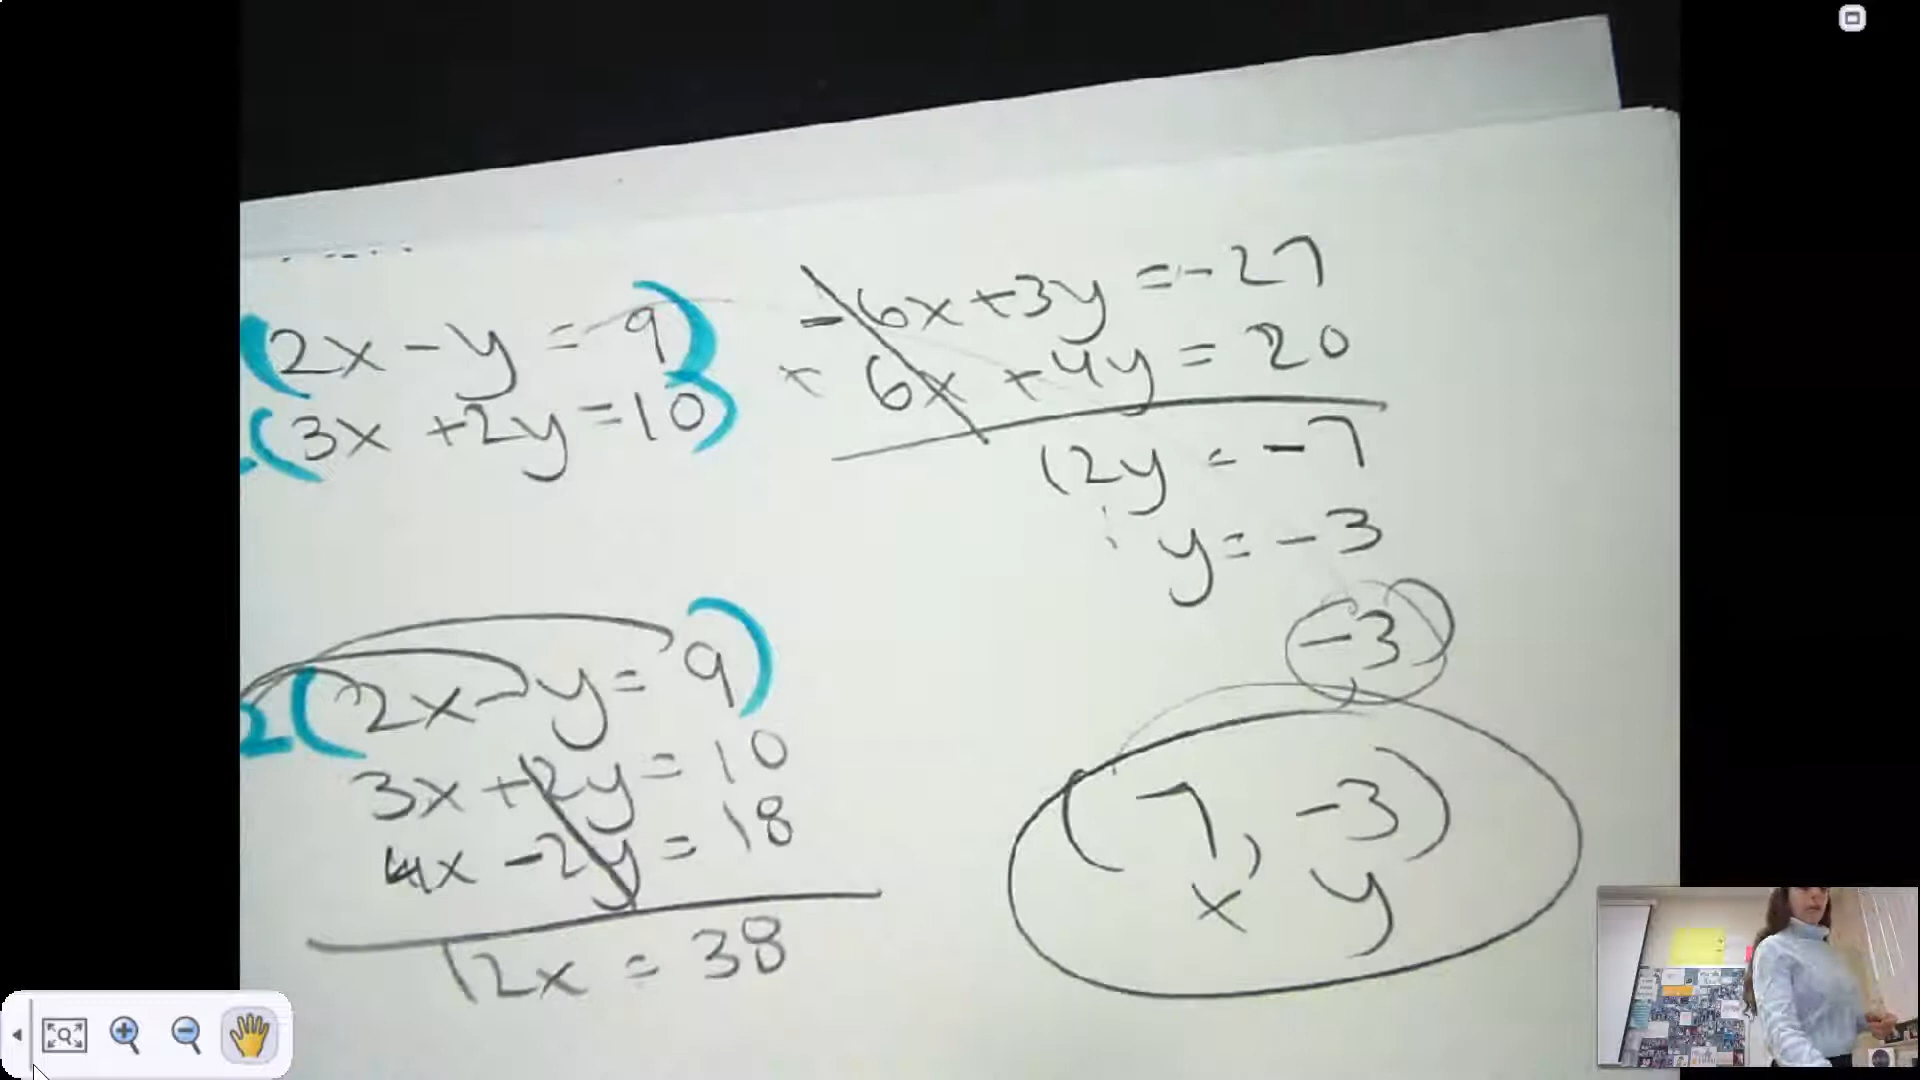 (2x - y = 9)
(3x + 2y = 10)
-6x + 3y = -27
+ 6x + 4y = 20
12y = -7
y = -3
-3
2(2x - y = 9)
3x + 2y = 10
4x - 2y = 18
12x = 38
(7, -3)
x y